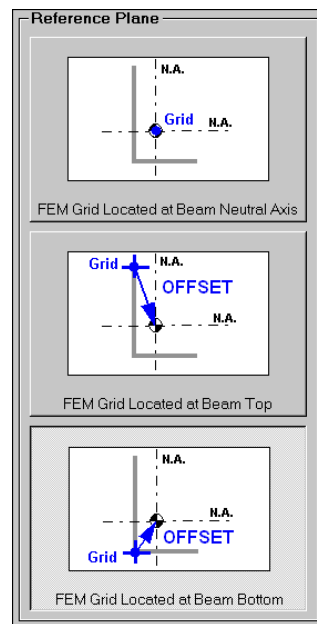 Reference Plane
N.A.
Grid
N.A.
FEM Grid Located at Beam Neutral Axis
Grid
N.A.
OFFSET
N.A.
FEM Grid Located at Beam Top
N.A.
N.A.
OFFSET
Grid
FEM Grid Located at Beam Bottom